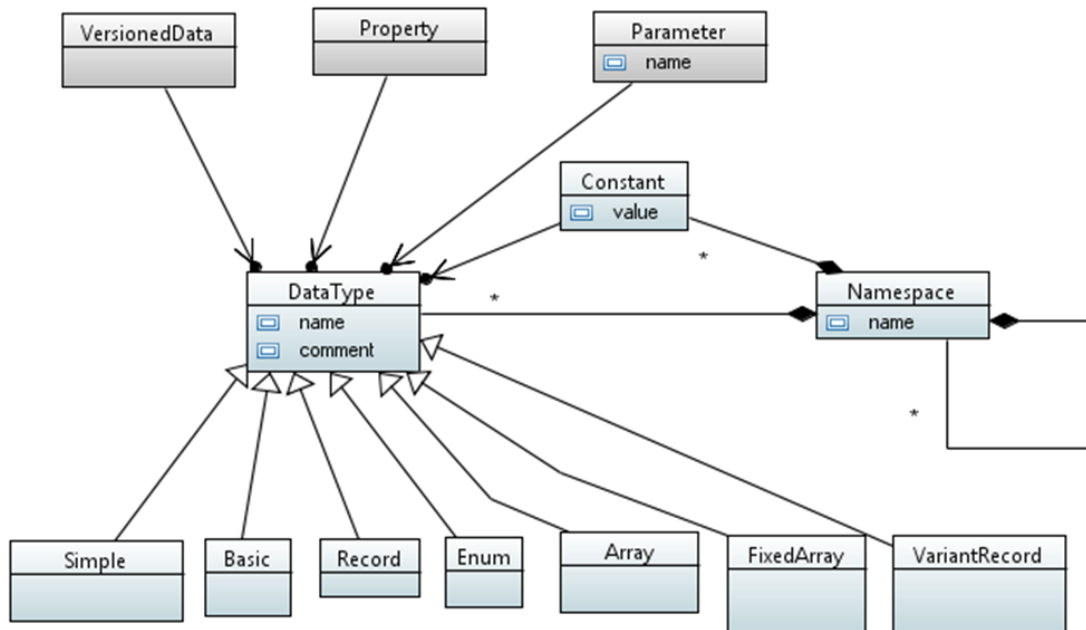 VersionedData
Property
Parameter
name
Constant
value
*
*
DataType
name
comment
Namespace
name
*
Simple
Basic
Record
Enum
Array
FixedArray
VariantRecord